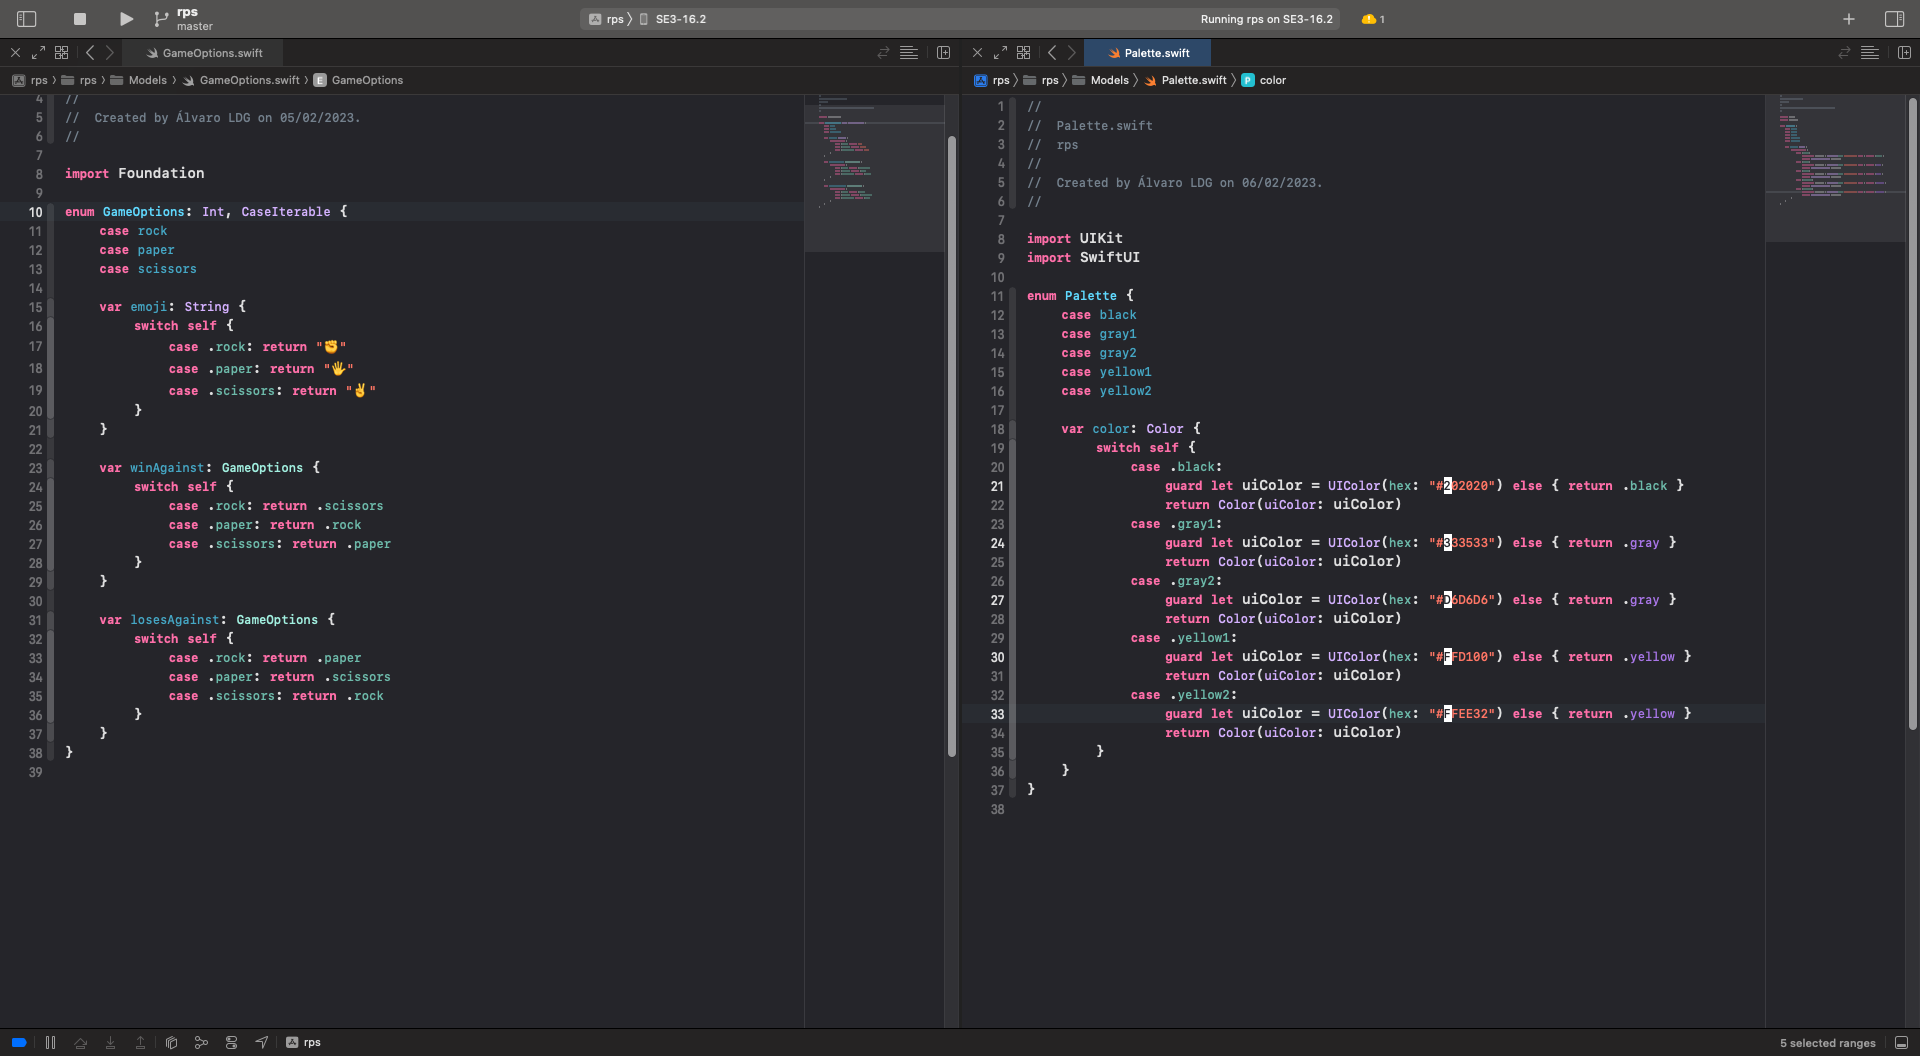 rps
master
rps 〉 SE3-16.2
Running rps on SE3-16.2
1
GameOptions.swift
rps 〉 rps 〉 Models 〉 GameOptions.swift 〉 E GameOptions
4 //
5 //  Created by Álvaro LDG on 05/02/2023.
6 //
7
8 import Foundation
9
10 enum GameOptions: Int, CaseIterable {
11     case rock
12     case paper
13     case scissors
14
15     var emoji: String {
16         switch self {
17             case .rock: return "✊"
18             case .paper: return "🖐"
19             case .scissors: return "✌️"
20         }
21     }
22
23     var winAgainst: GameOptions {
24         switch self {
25             case .rock: return .scissors
26             case .paper: return .rock
27             case .scissors: return .paper
28         }
29     }
30
31     var losesAgainst: GameOptions {
32         switch self {
33             case .rock: return .paper
34             case .paper: return .scissors
35             case .scissors: return .rock
36         }
37     }
38 }
39
Palette.swift
rps 〉 rps 〉 Models 〉 Palette.swift 〉 P color
1 //
2 //  Palette.swift
3 //  rps
4 //
5 //  Created by Álvaro LDG on 06/02/2023.
6 //
7
8 import UIKit
9 import SwiftUI
10
11 enum Palette {
12     case black
13     case gray1
14     case gray2
15     case yellow1
16     case yellow2
17
18     var color: Color {
19         switch self {
20             case .black:
21                 guard let uiColor = UIColor(hex: "#202020") else { return .black }
22                 return Color(uiColor: uiColor)
23             case .gray1:
24                 guard let uiColor = UIColor(hex: "#333533") else { return .gray }
25                 return Color(uiColor: uiColor)
26             case .gray2:
27                 guard let uiColor = UIColor(hex: "#D6D6D6") else { return .gray }
28                 return Color(uiColor: uiColor)
29             case .yellow1:
30                 guard let uiColor = UIColor(hex: "#FFD100") else { return .yellow }
31                 return Color(uiColor: uiColor)
32             case .yellow2:
33                 guard let uiColor = UIColor(hex: "#FFEE32") else { return .yellow }
34                 return Color(uiColor: uiColor)
35         }
36     }
37 }
38
rps
5 selected ranges